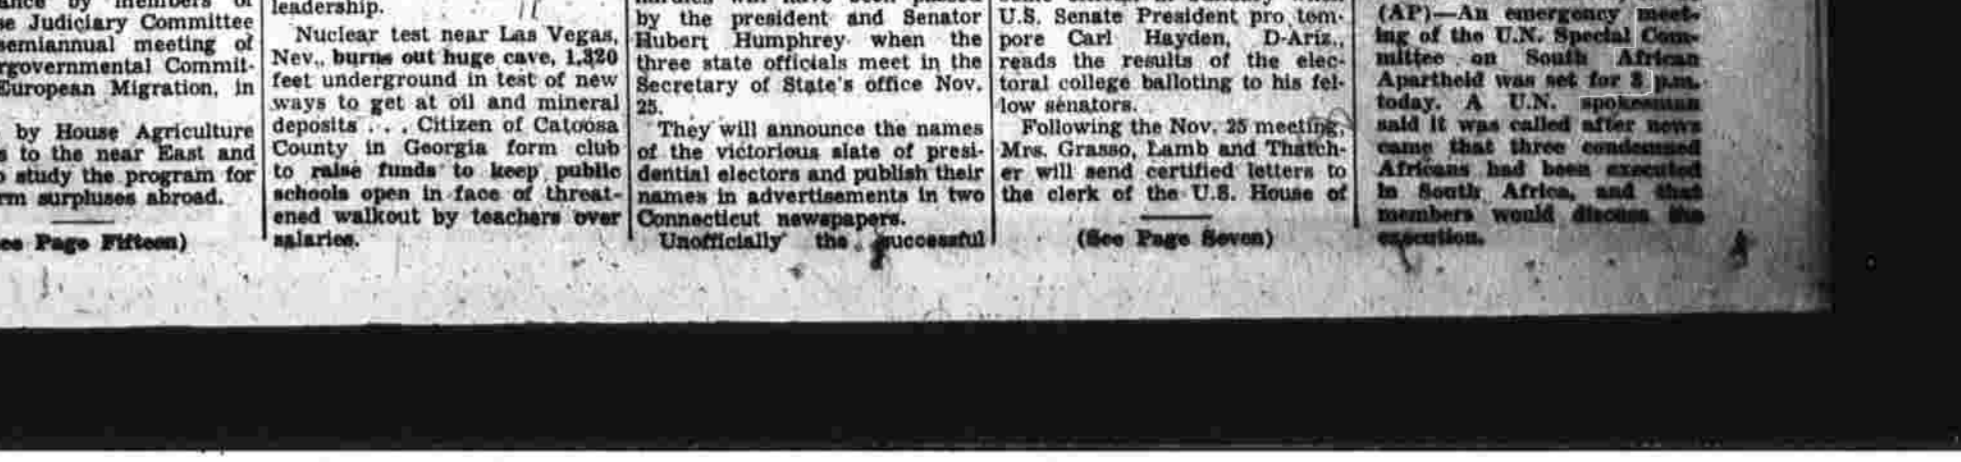 ance by members of
se Judiciary Committee
semiannual meeting of
rgovernmental Commit-
European Migration, in
by House Agriculture
s to the near East and
o study the program for
rm surpluses abroad.
ee Page Fifteen)
leadership.
Nuclear test near Las Vegas,
Nev., burns out huge cave, 1,320
feet underground in test of new
ways to get at oil and mineral
deposits . . . Citizen of Catoosa
County in Georgia form club
to raise funds to keep public
schools open in face of threat-
ened walkout by teachers over
salaries.
by the president and Senator
Hubert Humphrey when the
three state officials meet in the
Secretary of State's office Nov.
25.
They will announce the names
of the victorious slate of presi-
dential electors and publish their
names in advertisements in two
Connecticut newspapers.
Unofficially the successful
U.S. Senate President pro tem-
pore Carl Hayden, D-Ariz.,
reads the results of the elec-
toral college balloting to his fel-
low senators.
Following the Nov. 25 meeting,
Mrs. Grasso, Lamb and Thatch-
er will send certified letters to
the clerk of the U.S. House of
(See Page Seven)
(AP)—An emergency meet-
ing of the U.N. Special Com-
mittee on South African
Apartheid was set for 3 p.m.
today. A U.N. spokesman
said it was called after news
came that three condemned
Africans had been executed
in South Africa, and that
members would discuss the
execution.